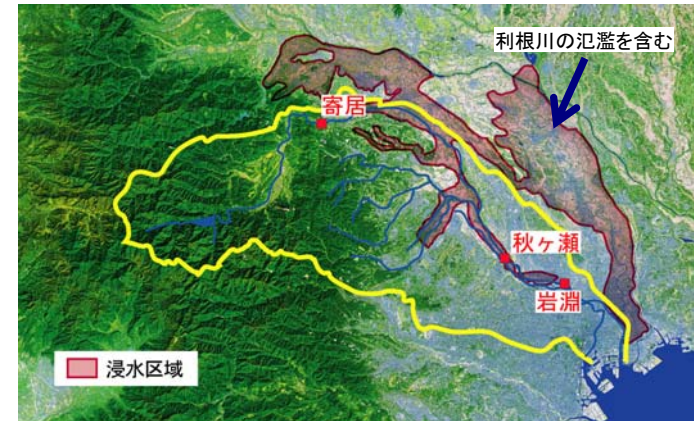 利根川の氾濫を含む
寄居
秋ヶ瀬
岩淵
浸水区域